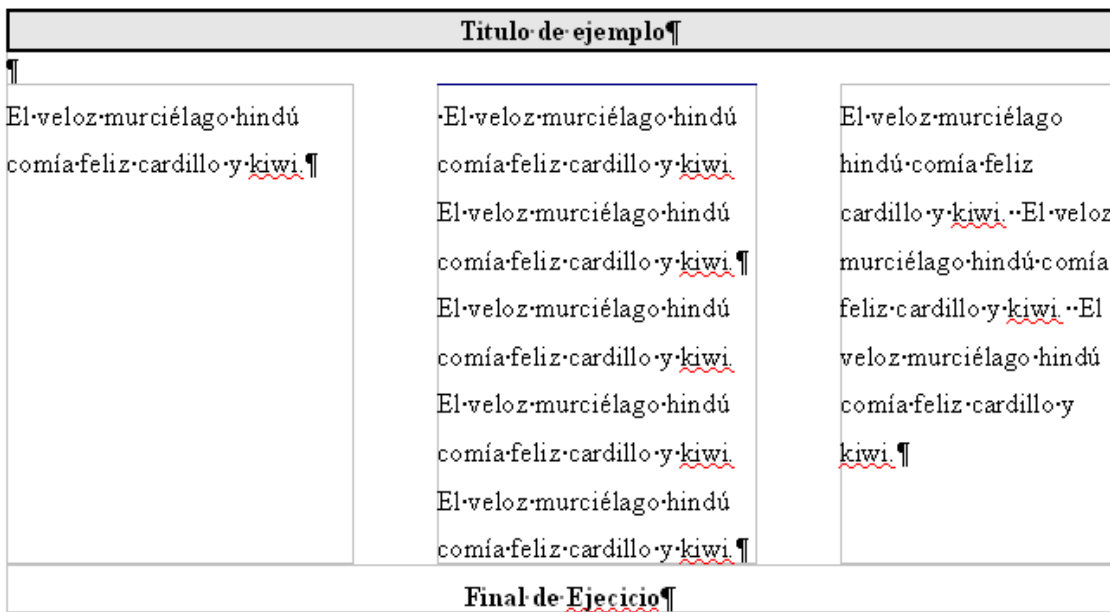 Titulo de ejemplo¶
¶
El veloz murciélago hindú
comía feliz cardillo y kiwi.¶
El veloz murciélago hindú
comía feliz cardillo y kiwi.
El veloz murciélago hindú
comía feliz cardillo y kiwi.¶
El veloz murciélago hindú
comía feliz cardillo y kiwi.
El veloz murciélago hindú
comía feliz cardillo y kiwi.
El veloz murciélago hindú
comía feliz cardillo y kiwi.¶
El veloz murciélago
hindú comía feliz
cardillo y kiwi. El veloz
murciélago hindú comía
feliz cardillo y kiwi. El
veloz murciélago hindú
comía feliz cardillo y
kiwi.¶
Final de Ejecicio¶